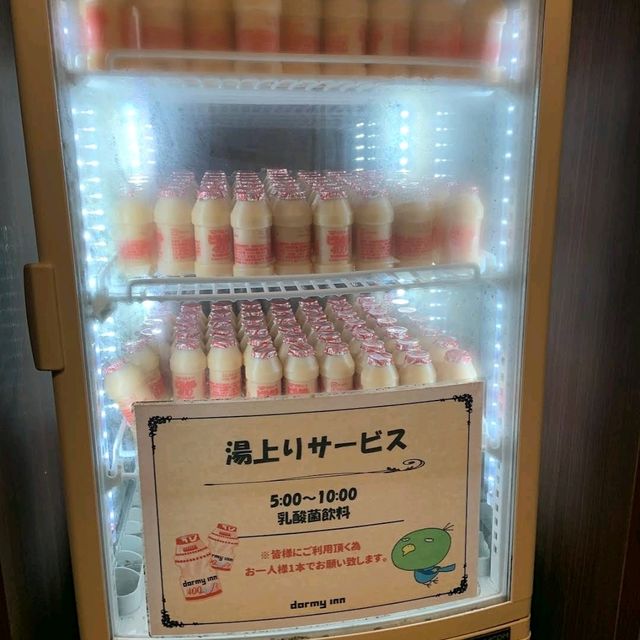 湯上りサービス
5:00〜10:00
乳酸菌飲料
※皆様にご利用頂く為
お一人様1本でお願い致します。
dormy inn
dormy inn